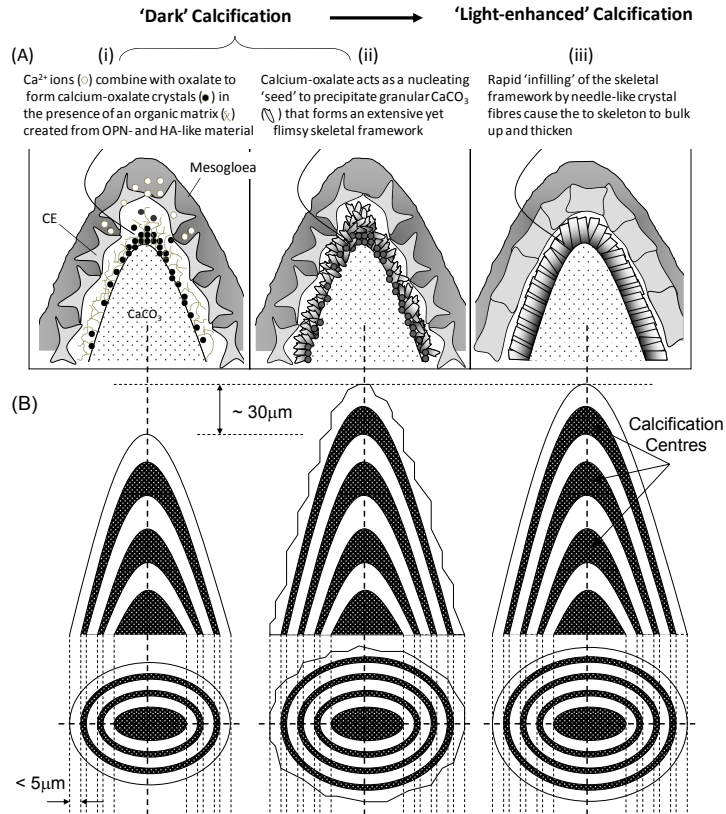 'Dark' Calcification
'Light-enhanced' Calcification
(A)
(i)
Ca2+ ions ( ) combine with oxalate to
form calcium-oxalate crystals ( ) in
the presence of an organic matrix ( )
created from OPN- and HA-like material
(ii)
Calcium-oxalate acts as a nucleating
'seed' to precipitate granular CaCO3
( ) that forms an extensive yet
flimsy skeletal framework
(iii)
Rapid 'infilling' of the skeletal
framework by needle-like crystal
fibres cause the to skeleton to bulk
up and thicken
Mesogloea
CE
CaCO3
(B)
~ 30μm
Calcification
Centres
< 5μm